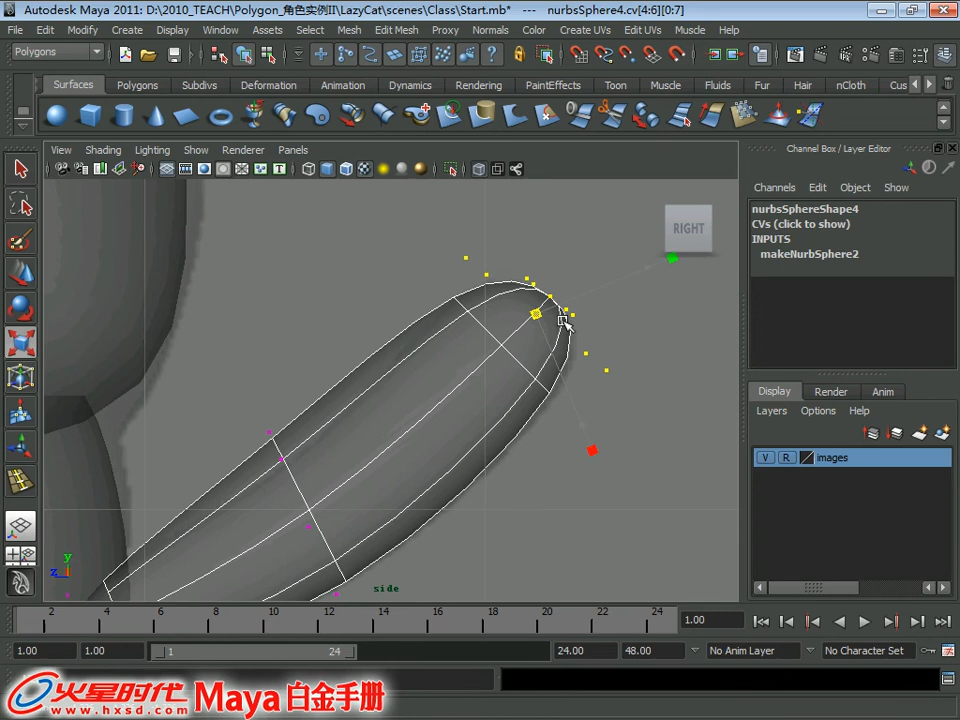 Autodesk Maya 2011: D:\2010_TEACH\Polygon_角色实例II\LazyCat\scenes\Class\Start.mb* --- nurbsSphere4.cv[4:6][0:7]
File Edit Modify Create Display Window Assets Select Mesh Edit Mesh Proxy Normals Color Create UVs Edit UVs Muscle Help
Polygons
Surfaces Polygons Subdivs Deformation Animation Dynamics Rendering PaintEffects Toon Muscle Fluids Fur Hair nCloth Cus
View Shading Lighting Show Renderer Panels
Channel Box / Layer Editor
Channels Edit Object Show
nurbsSphereShape4
CVs (click to show)
INPUTS
makeNurbSphere2
RIGHT
Display Render Anim
Layers Options Help
V R images
y
z
side
2 4 6 8 10 12 14 16 18 20 22 24
1.00
1.00 1.00 1 24 24.00 48.00 No Anim Layer No Character Set
火星时代 Maya 白金手册
www.hxsd.com